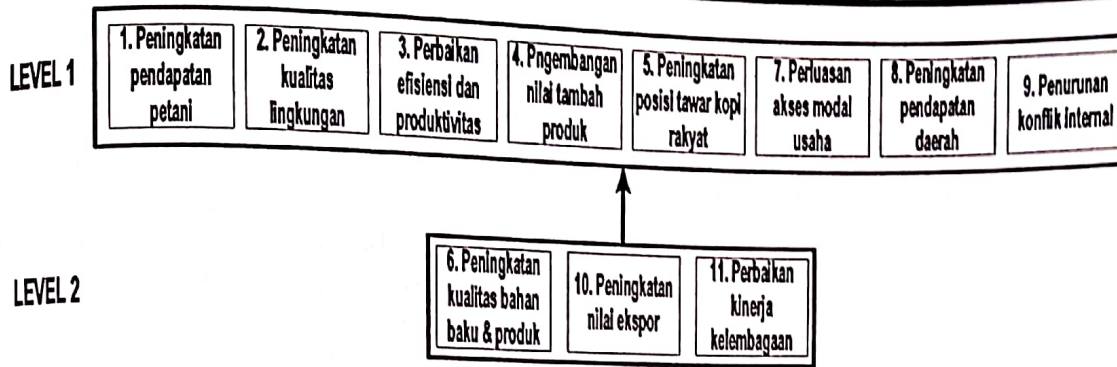 LEVEL 1
1. Peningkatan
pendapatan
petani
2. Peningkatan
kualitas
lingkungan
3. Perbaikan
efisiensi dan
produktivitas
4. Pngembangan
nilai tambah
produk
5. Peningkatan
posisi tawar kopi
rakyat
7. Perluasan
akses modal
usaha
8. Peningkatan
pendapatan
daerah
9. Penurunan
konflik internal
LEVEL 2
6. Peningkatan
kualitas bahan
baku & produk
10. Peningkatan
nilai ekspor
11. Perbaikan
kinerja
kelembagaan